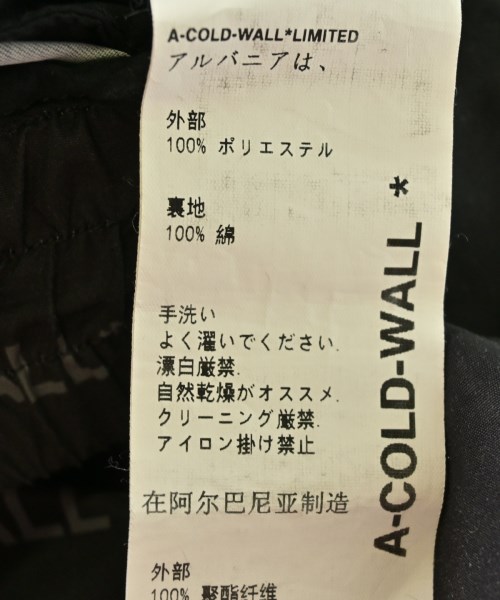 A-COLD-WALL*LIMITED
アルバニアは、
外部
100% ポリエステル
裏地
100% 綿
手洗い
よく濯いでください.
漂白厳禁.
自然乾燥がオススメ.
クリーニング厳禁.
アイロン掛け禁止
在阿尔巴尼亚制造
外部
100% 聚酯纤维
A-COLD-WALL*